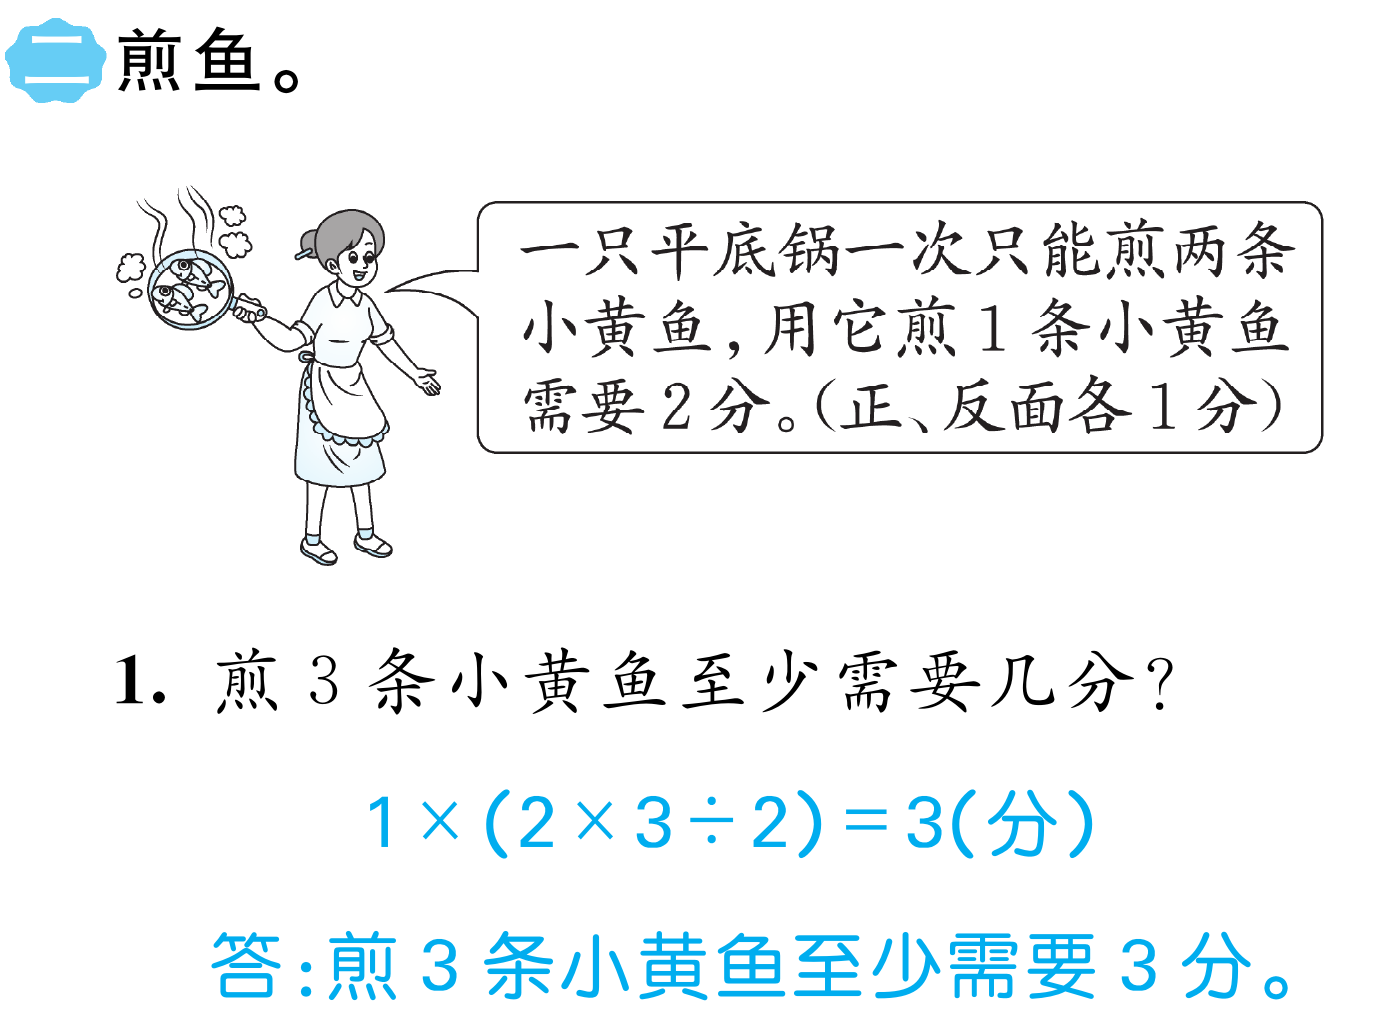 二 煎鱼。
一只平底锅一次只能煎两条
小黄鱼,用它煎1条小黄鱼
需要2分。(正、反面各1分)
1. 煎3条小黄鱼至少需要几分?
1×(2×3÷2)=3(分)
答:煎3条小黄鱼至少需要3分。